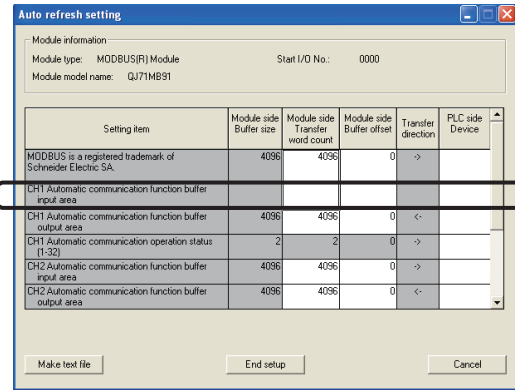 Auto refresh setting
Module information
Module type: MODBUS(R) Module Start I/O No.: 0000
Module model name: QJ71MB91
Setting item Module side Buffer size Module side Transfer word count Module side Buffer offset Transfer direction PLC side Device
MODBUS is a registered trademark of 4096 4096 0 ->
Schneider Electric SA.
CH1 Automatic communication function buffer
input area
CH1 Automatic communication function buffer 4096 4096 0 <-
output area
CH1 Automatic communication operation status 2 2 0 ->
(1-32)
CH2 Automatic communication function buffer 4096 4096 0 ->
input area
CH2 Automatic communication function buffer 4096 4096 0 <-
output area
Make text file End setup Cancel